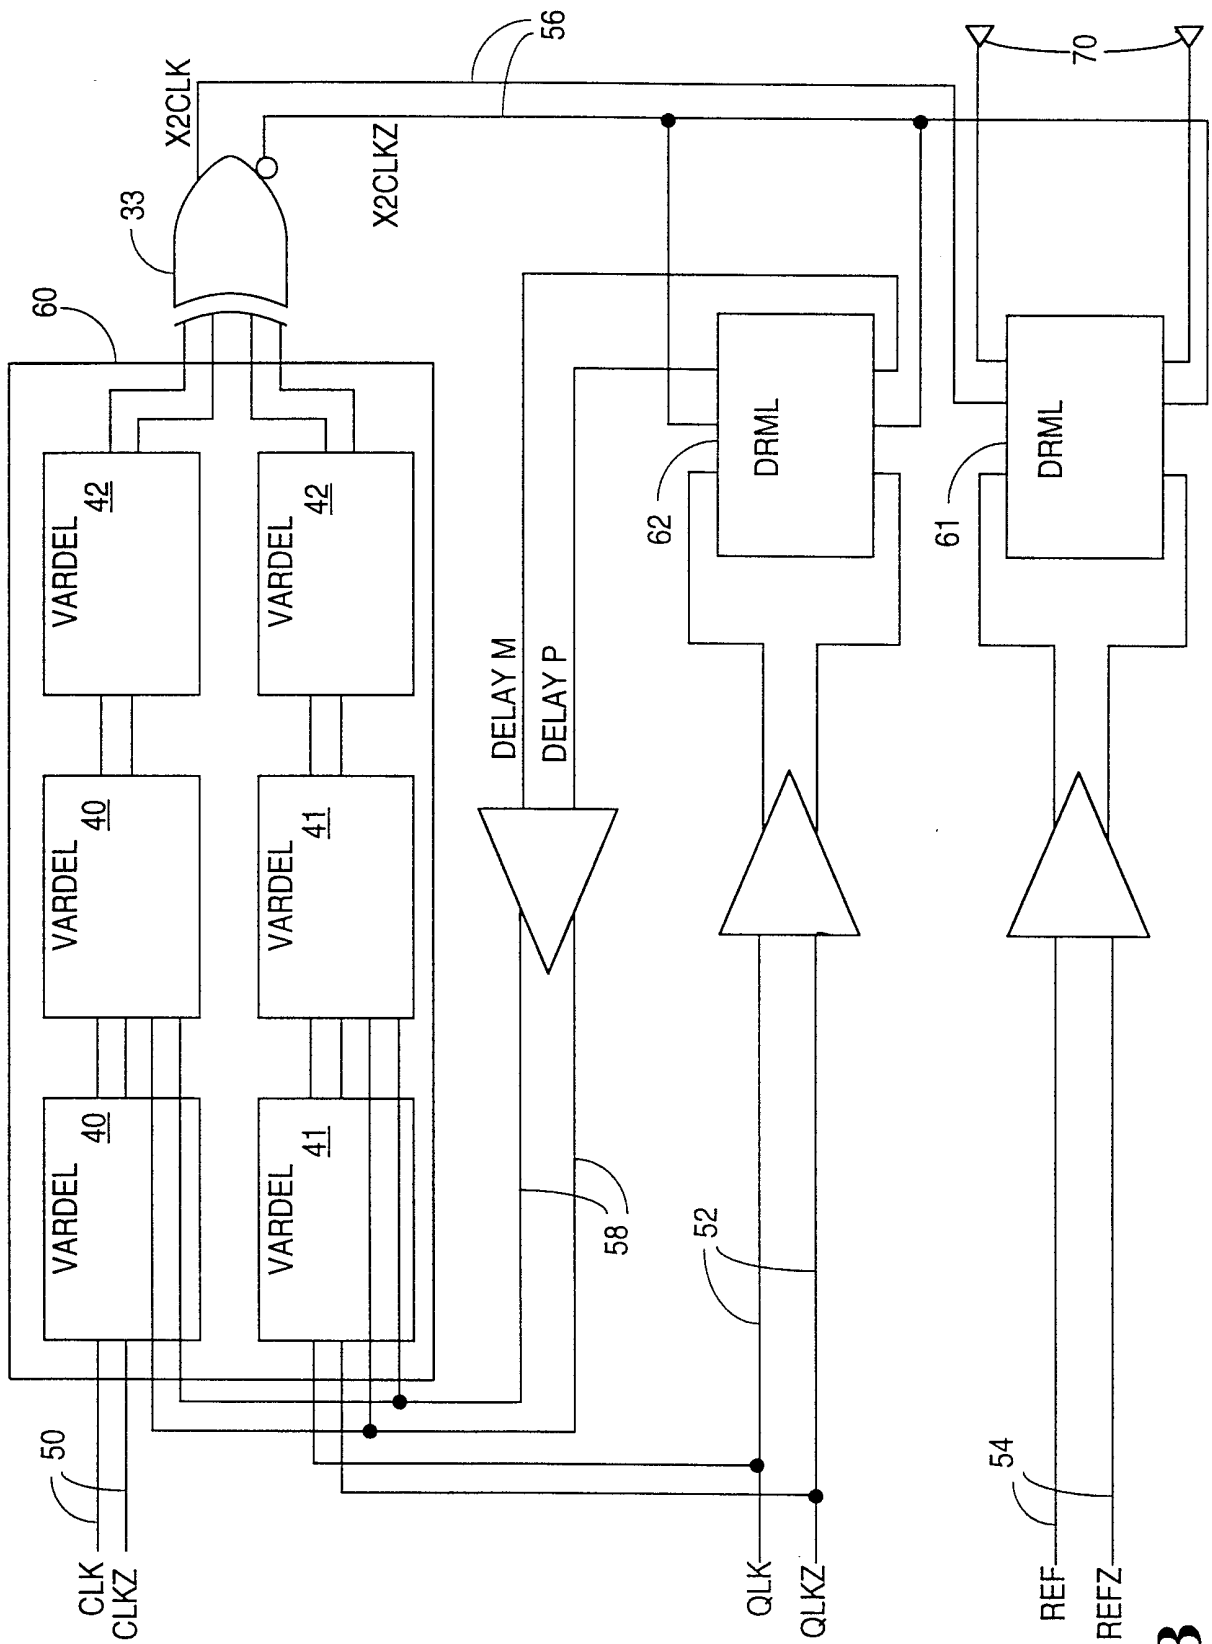 CLK
CLKZ
50
VARDEL
40
VARDEL
40
VARDEL
42
60
VARDEL
41
VARDEL
41
VARDEL
42
33
X2CLK
X2CLKZ
56
58
DELAY M
DELAY P
QLK
QLKZ
52
62
DRML
REF
REFZ
54
61
DRML
70
3